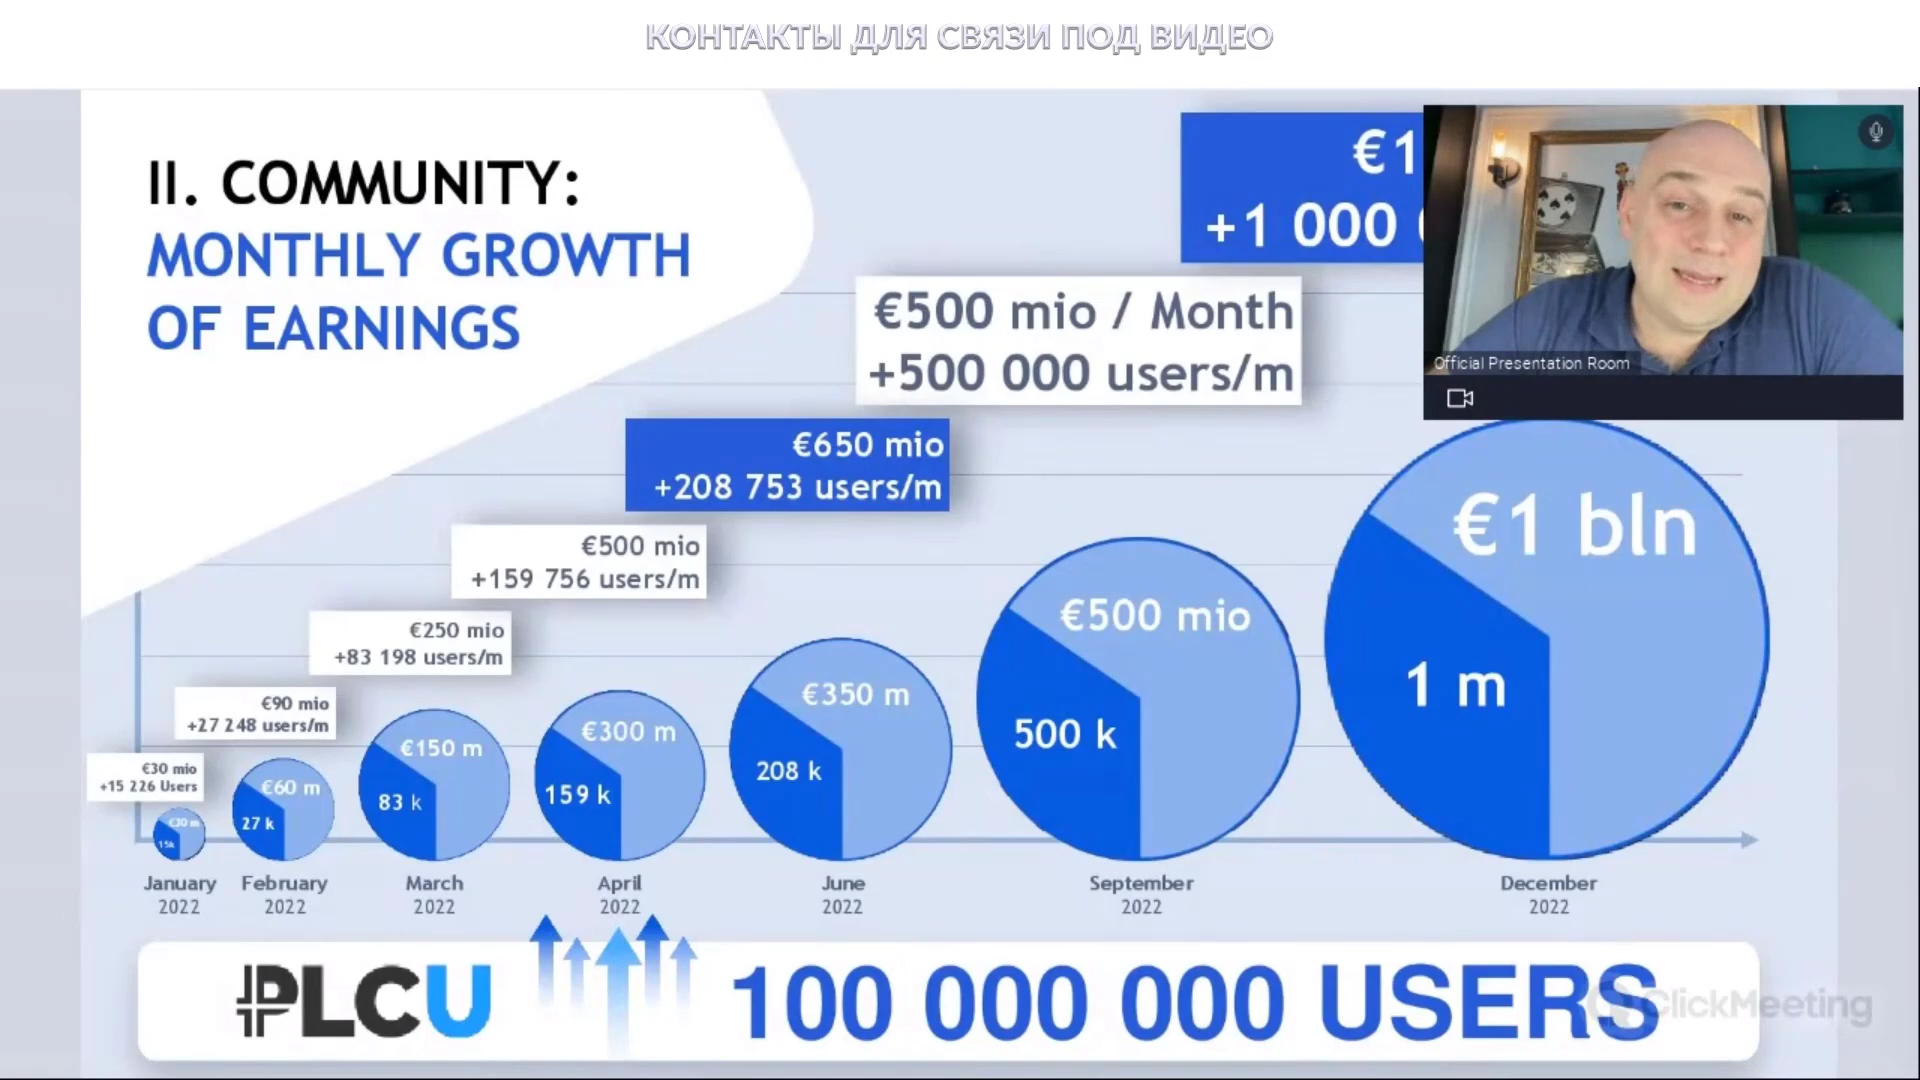 КОНТАКТЫ ДЛЯ СВЯЗИ ПОД ВИДЕО
II. COMMUNITY:
MONTHLY GROWTH
OF EARNINGS
€1
+1 000
Official Presentation Room
€500 mio / Month
+500 000 users/m
€650 mio
+208 753 users/m
€500 mio
+159 756 users/m
€250 mio
+83 198 users/m
€90 mio
+27 248 users/m
€30 mio
+15 226 Users
€30 m
15k
€60 m
27 k
€150 m
83 k
€300 m
159 k
€350 m
208 k
€500 mio
500 k
€1 bln
1 m
January
2022
February
2022
March
2022
April
2022
June
2022
September
2022
December
2022
PLCU
100 000 000 USERS
ClickMeeting